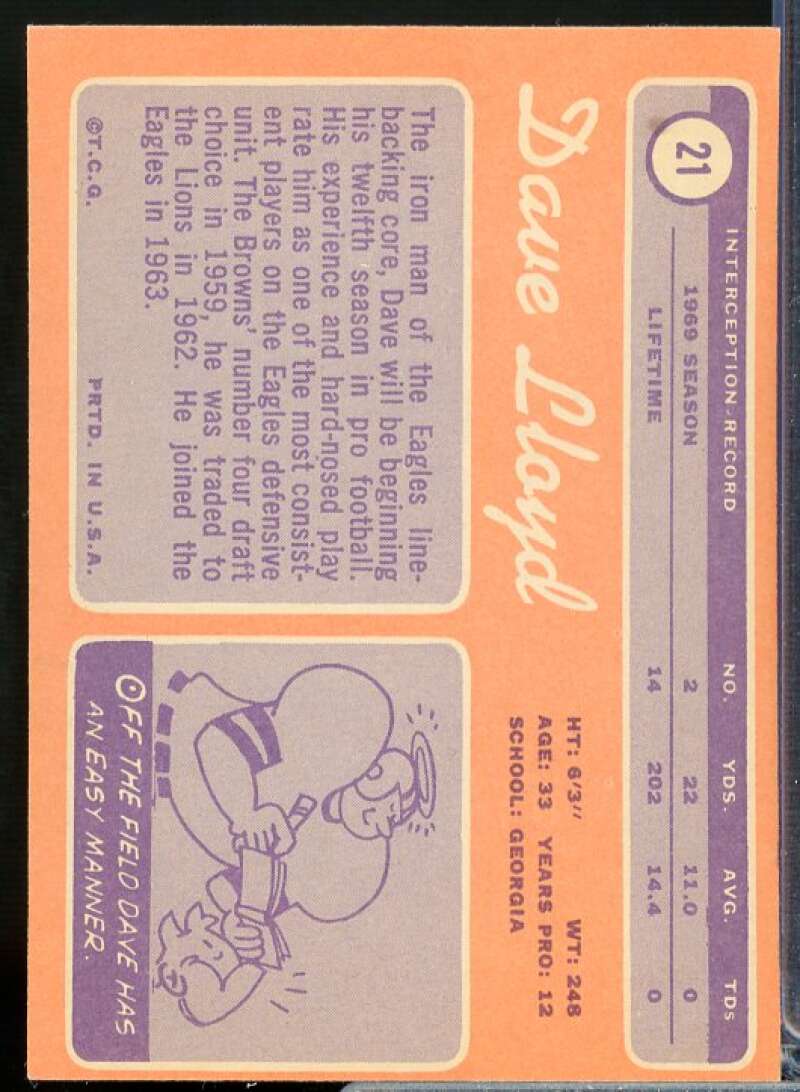 21
INTERCEPTION-RECORD NO. YDS. AVG. TDs
1969 SEASON 2 22 11.0 0
LIFETIME 14 202 14.4 0
Dave Lloyd
HT: 6'3" WT: 248
AGE: 33 YEARS PRO: 12
SCHOOL: GEORGIA
The iron man of the Eagles line-
backing core, Dave will be beginning
his twelfth season in pro football.
His experience and hard-nosed play
rate him as one of the most consist-
ent players on the Eagles defensive
unit. The Browns' number four draft
choice in 1959, he was traded to
the Lions in 1962. He joined the
Eagles in 1963.
©T.C.G. PRTD. IN U.S.A.
OFF THE FIELD DAVE HAS
AN EASY MANNER.